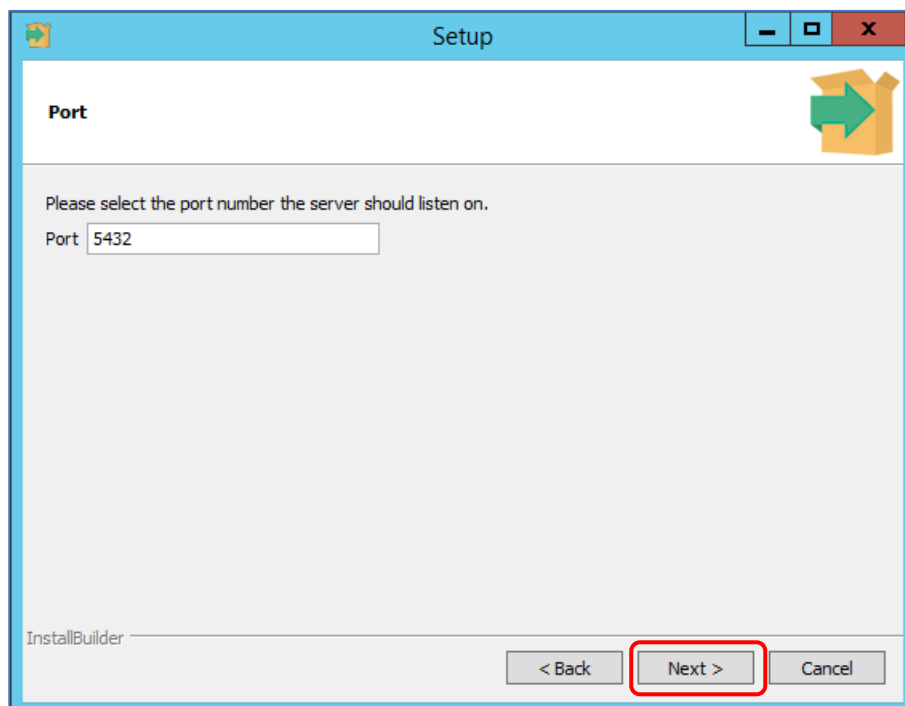 Setup
Port
Please select the port number the server should listen on.
Port 5432
InstallBuilder
< Back Next > Cancel